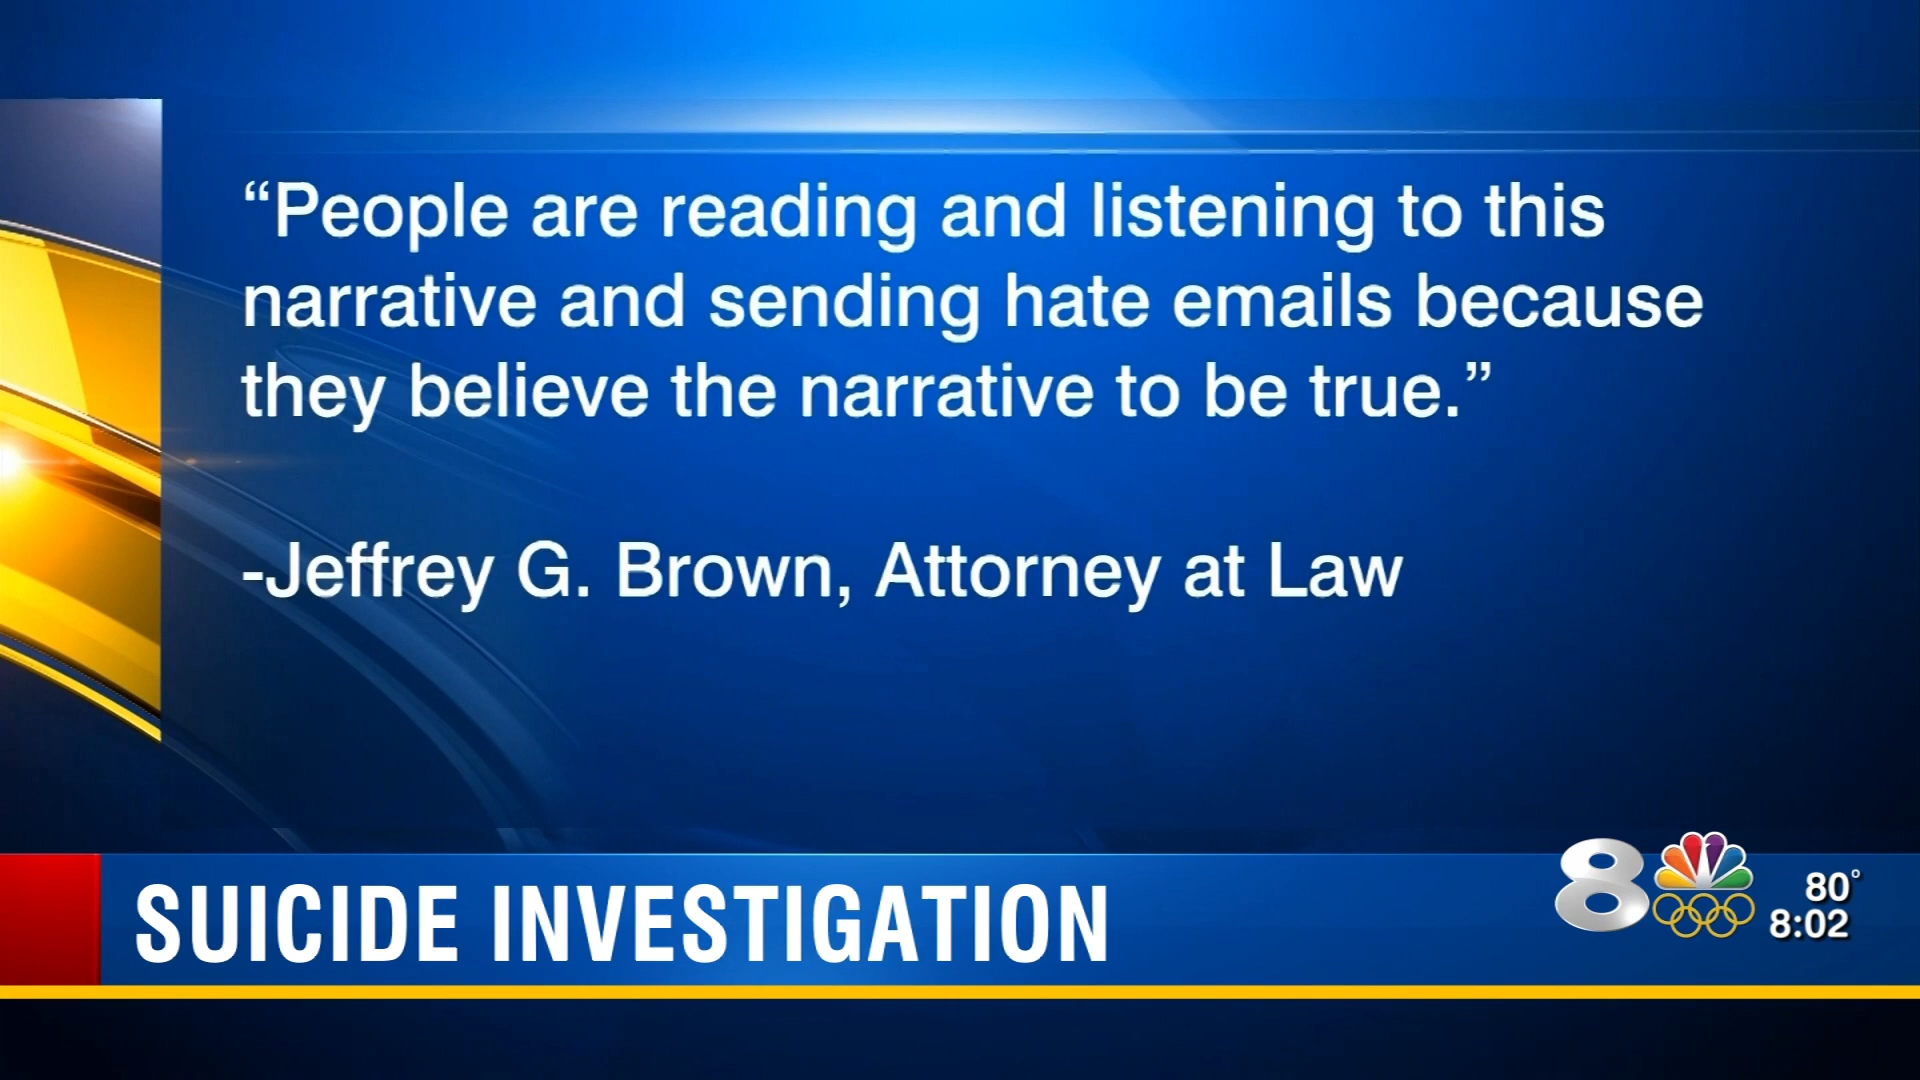 “People are reading and listening to this
narrative and sending hate emails because
they believe the narrative to be true.”
-Jeffrey G. Brown, Attorney at Law
SUICIDE INVESTIGATION
8
80°
8:02